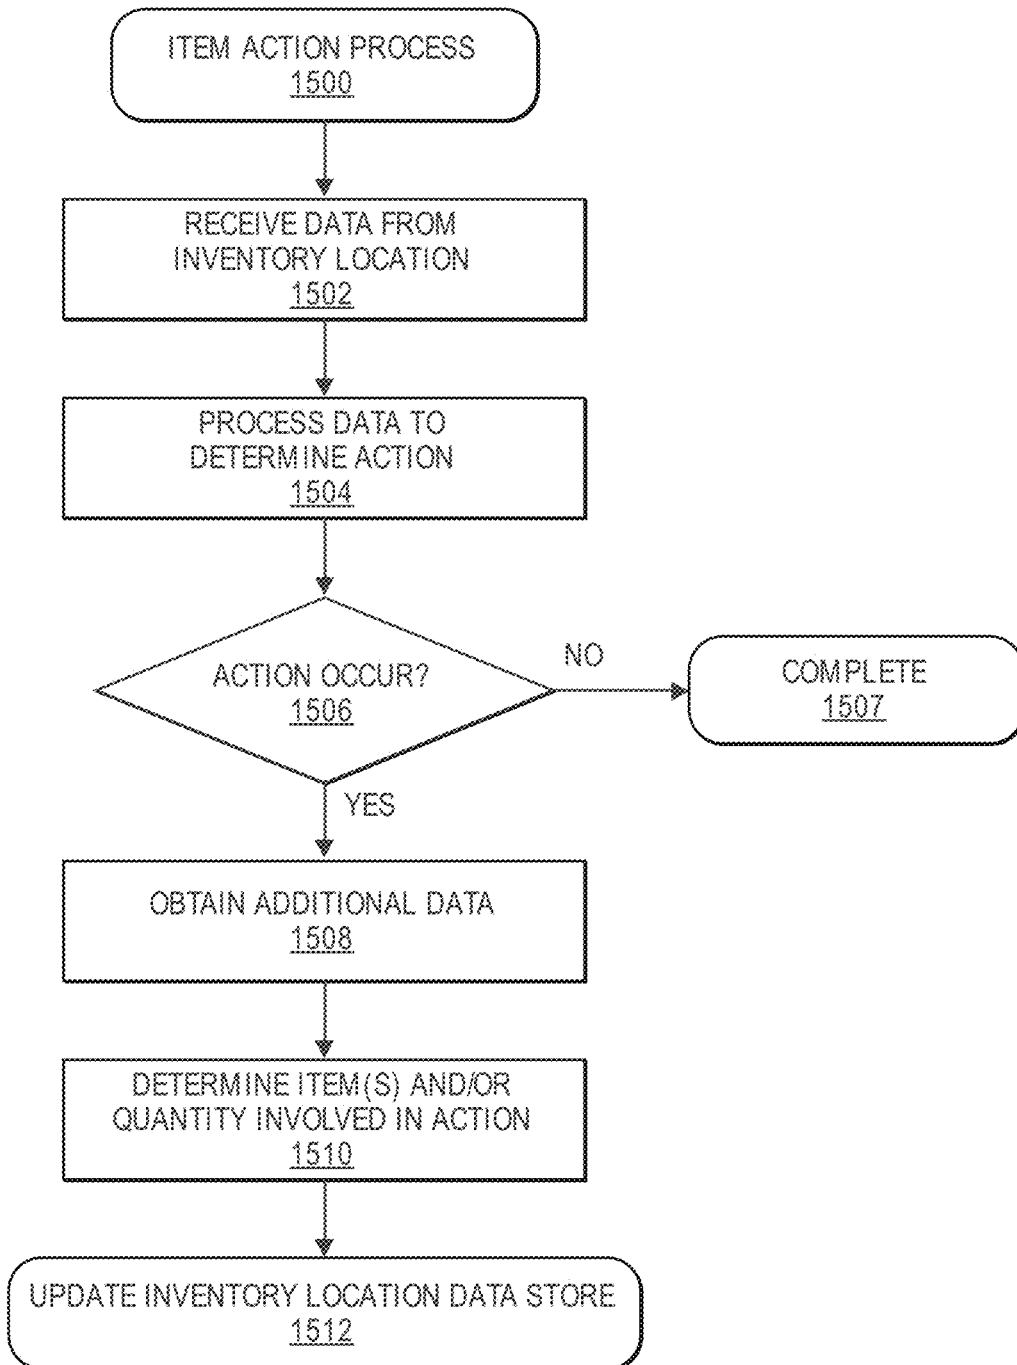 ITEM ACTION PROCESS
1500
RECEIVE DATA FROM
INVENTORY LOCATION
1502
PROCESS DATA TO
DETERMINE ACTION
1504
ACTION OCCUR?
1506
NO
COMPLETE
1507
YES
OBTAIN ADDITIONAL DATA
1508
DETERMINE ITEM(S) AND/OR
QUANTITY INVOLVED IN ACTION
1510
UPDATE INVENTORY LOCATION DATA STORE
1512